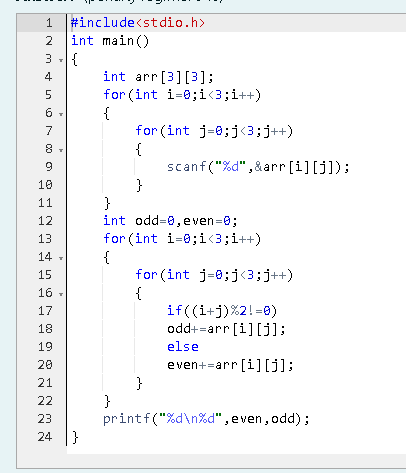 1 #include<stdio.h>
2 int main()
3 {
4     int arr[3][3];
5     for(int i=0;i<3;i++)
6     {
7         for(int j=0;j<3;j++)
8         {
9             scanf("%d",&arr[i][j]);
10         }
11     }
12     int odd=0,even=0;
13     for(int i=0;i<3;i++)
14     {
15         for(int j=0;j<3;j++)
16         {
17             if((i+j)%2!=0)
18             odd+=arr[i][j];
19             else
20             even+=arr[i][j];
21         }
22     }
23     printf("%d\n%d",even,odd);
24 }